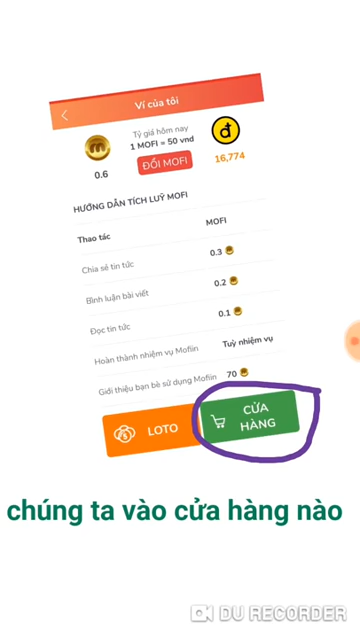 Ví của tôi
Tỷ giá hôm nay
1 MOFI = 50 vnd
ĐỔI MOFI
0.6
16,774
HƯỚNG DẪN TÍCH LUỸ MOFI
Thao tác MOFI
Chia sẻ tin tức 0.3
Bình luận bài viết 0.2
Đọc tin tức 0.1
Hoàn thành nhiệm vụ Mofiin Tuỳ nhiệm vụ
Giới thiệu bạn bè sử dụng Mofiin 70
LOTO
CỬA
HÀNG
chúng ta vào cửa hàng nào
DU RECORDER